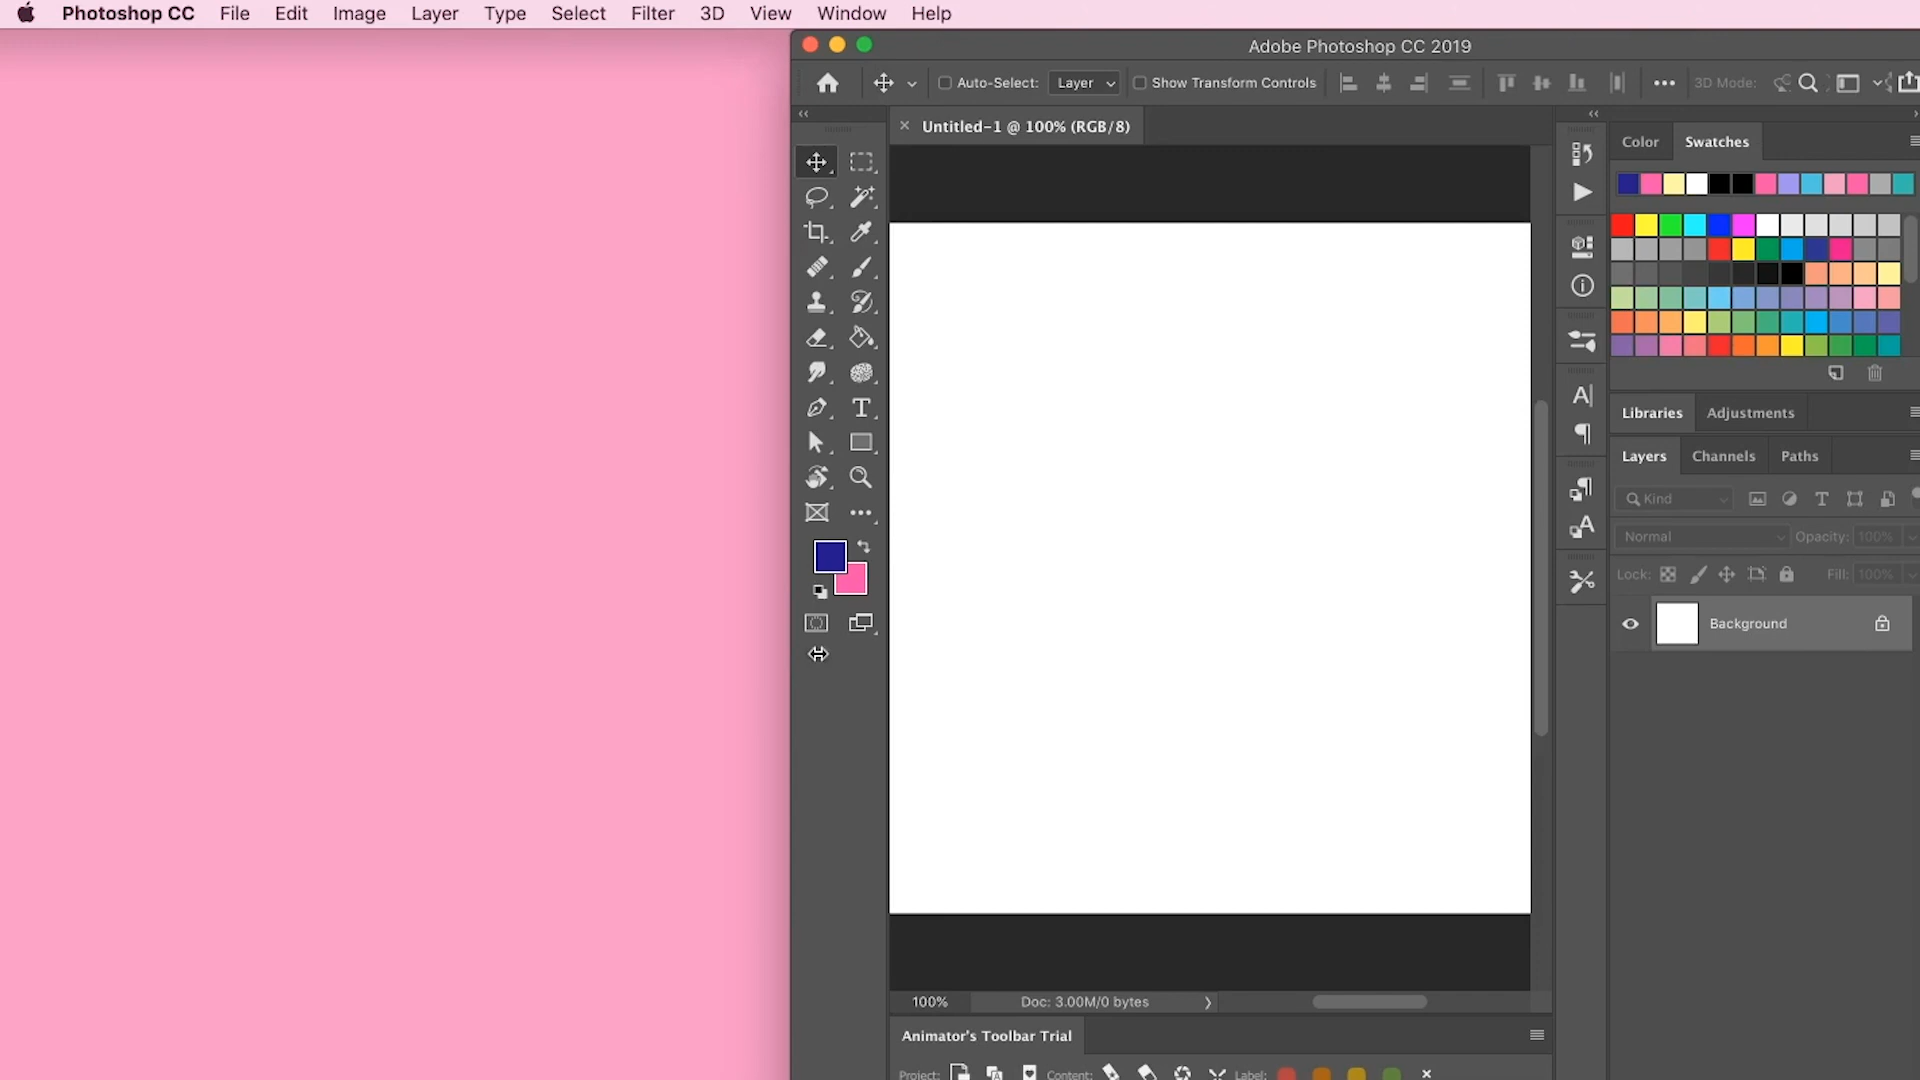 Photoshop CC File Edit Image Layer Type Select Filter 3D View Window Help
Adobe Photoshop CC 2019
Auto-Select: Layer Show Transform Controls 3D Mode:
Untitled-1 @ 100% (RGB/8)
Color Swatches
Libraries Adjustments
Layers Channels Paths
Kind
Normal Opacity: 100%
Lock: Fill: 100%
Background
100% Doc: 3.00M/0 bytes
Animator's Toolbar Trial
Project: Content: Label: